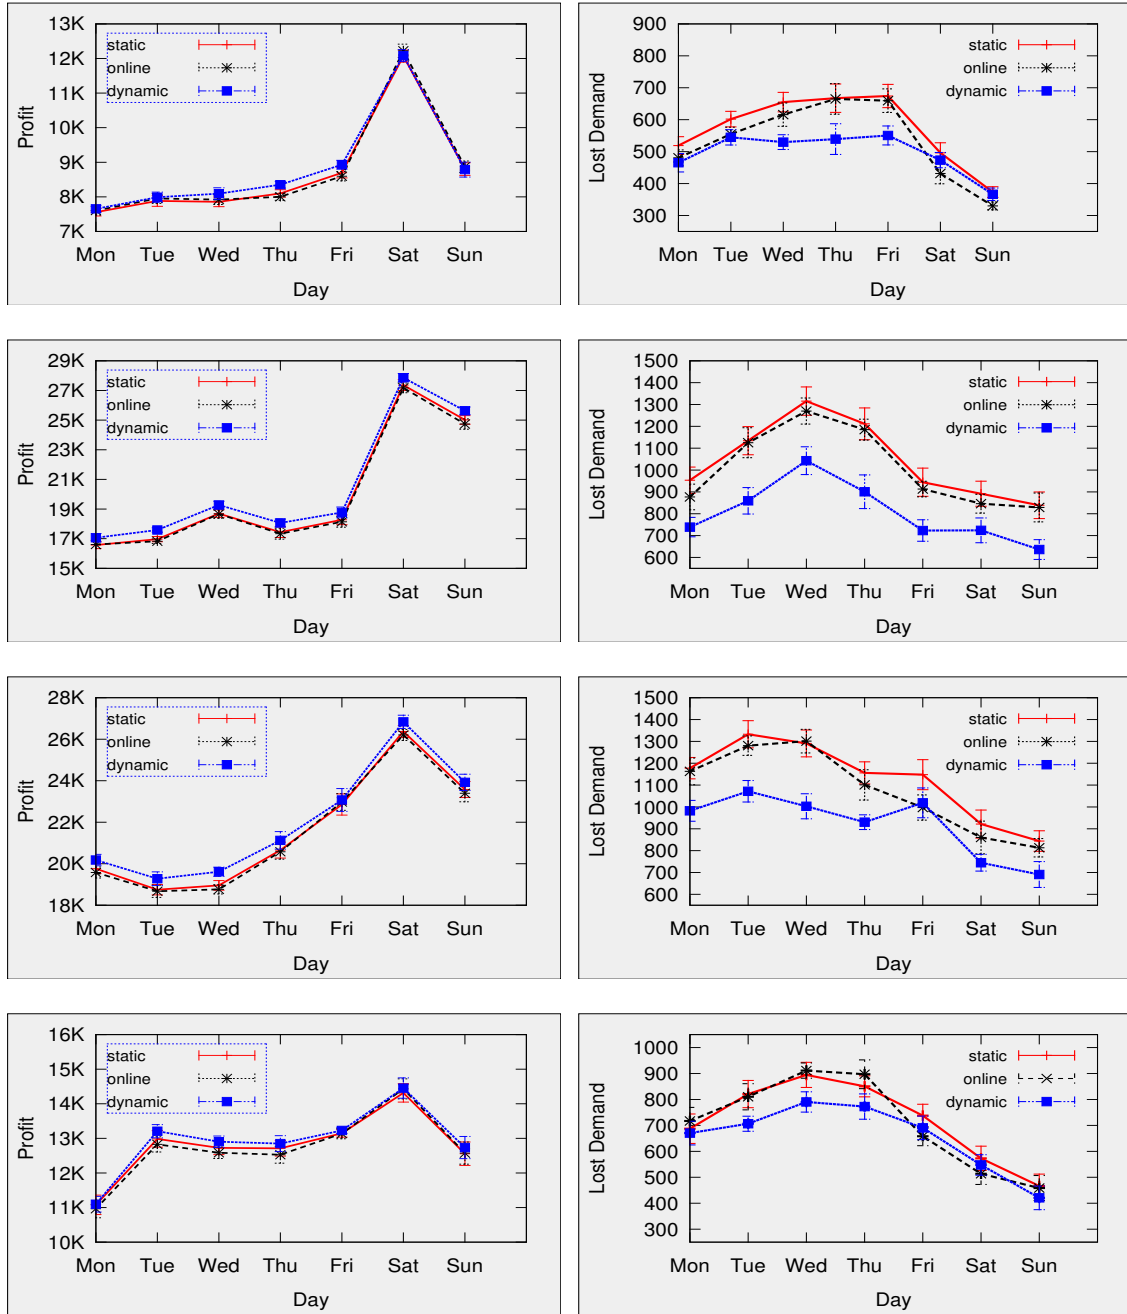 13K
12K
11K
10K
9K
8K
7K
Profit
static
online
dynamic
Mon Tue Wed Thu Fri Sat Sun
Day
900
800
700
600
500
400
300
Lost Demand
static
online
dynamic
Mon Tue Wed Thu Fri Sat Sun
Day
29K
27K
25K
23K
21K
19K
17K
15K
Profit
static
online
dynamic
Mon Tue Wed Thu Fri Sat Sun
Day
1500
1400
1300
1200
1100
1000
900
800
700
600
Lost Demand
static
online
dynamic
Mon Tue Wed Thu Fri Sat Sun
Day
28K
26K
24K
22K
20K
18K
Profit
static
online
dynamic
Mon Tue Wed Thu Fri Sat Sun
Day
1500
1400
1300
1200
1100
1000
900
800
700
600
Lost Demand
static
online
dynamic
Mon Tue Wed Thu Fri Sat Sun
Day
16K
15K
14K
13K
12K
11K
10K
Profit
static
online
dynamic
Mon Tue Wed Thu Fri Sat Sun
Day
1000
900
800
700
600
500
400
300
Lost Demand
static
online
dynamic
Mon Tue Wed Thu Fri Sat Sun
Day